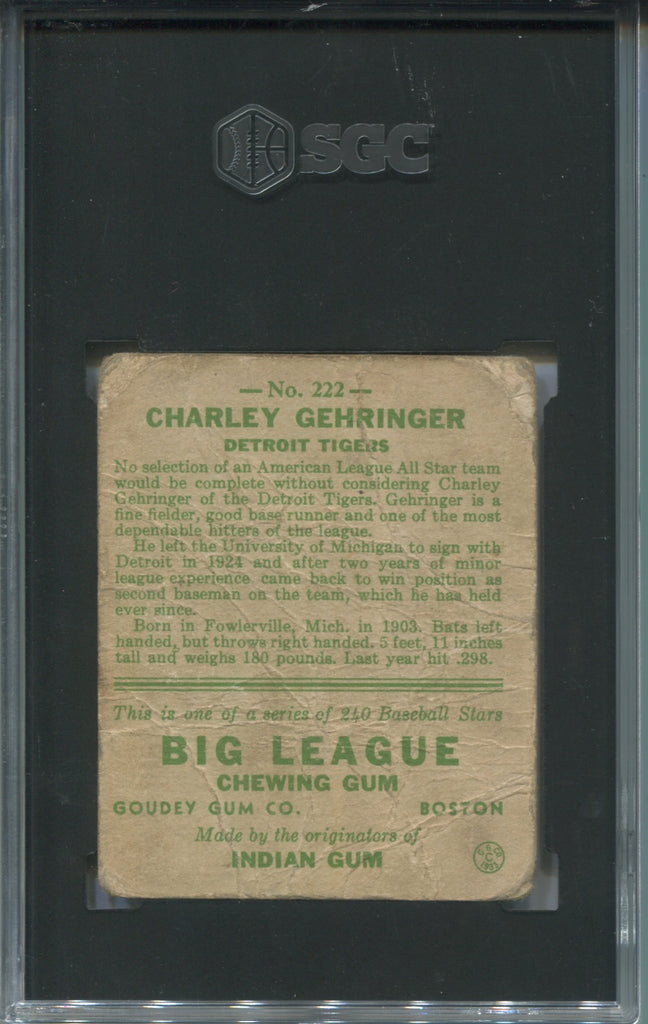 SGC
— No. 222 —
CHARLEY GEHRINGER
DETROIT TIGERS
No selection of an American League All Star team
would be complete without considering Charley
Gehringer of the Detroit Tigers. Gehringer is a
fine fielder, good base runner and one of the most
dependable hitters of the league.
He left the University of Michigan to sign with
Detroit in 1924 and after two years of minor
league experience came back to win position as
second baseman on the team, which he has held
ever since.
Born in Fowlerville, Mich. in 1903. Bats left
handed, but throws right handed. 5 feet, 11 inches
tall and weighs 180 pounds. Last year hit .298.
This is one of a series of 240 Baseball Stars
BIG LEAGUE
CHEWING GUM
GOUDEY GUM CO. BOSTON
Made by the originators of
INDIAN GUM
C
1933